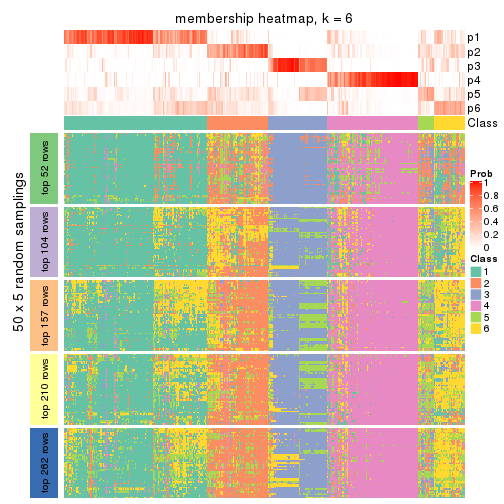 membership heatmap, k = 6
p1
p2
p3
p4
p5
p6
Class
50 x 5 random samplings
top 52 rows
top 104 rows
top 157 rows
top 210 rows
top 262 rows
Prob
1
0.8
0.6
0.4
0.2
0
Class
1
2
3
4
5
6